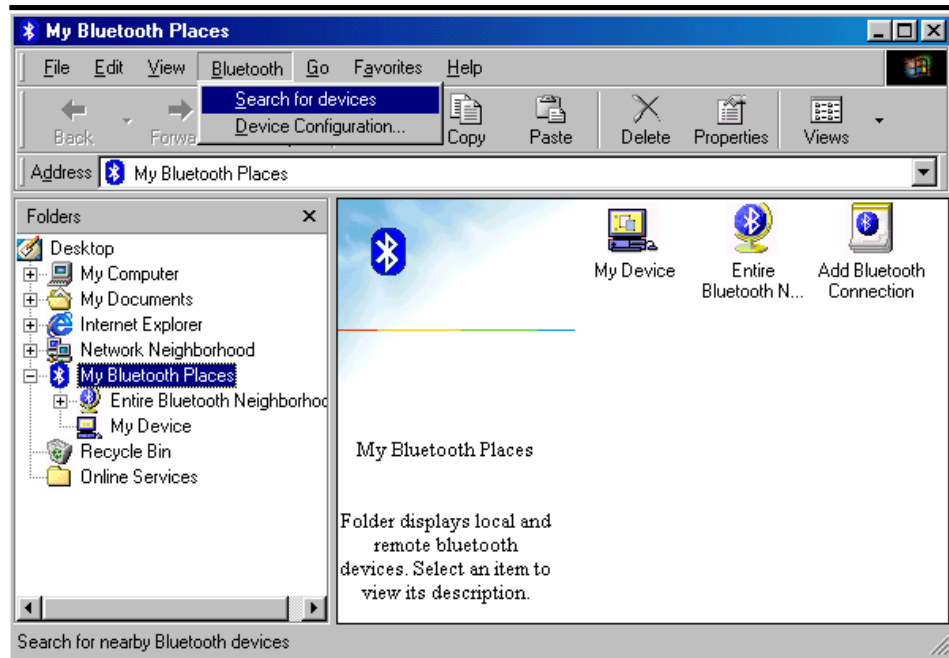 My Bluetooth Places
File Edit View Bluetooth Go Favorites Help
Search for devices
Device Configuration...
Back Forwa Copy Paste Delete Properties Views
Address My Bluetooth Places
Folders
Desktop
My Computer
My Documents
Internet Explorer
Network Neighborhood
My Bluetooth Places
Entire Bluetooth Neighborhoo
My Device
Recycle Bin
Online Services
My Bluetooth Places
Folder displays local and
remote bluetooth
devices. Select an item to
view its description.
My Device
Entire
Bluetooth N...
Add Bluetooth
Connection
Search for nearby Bluetooth devices